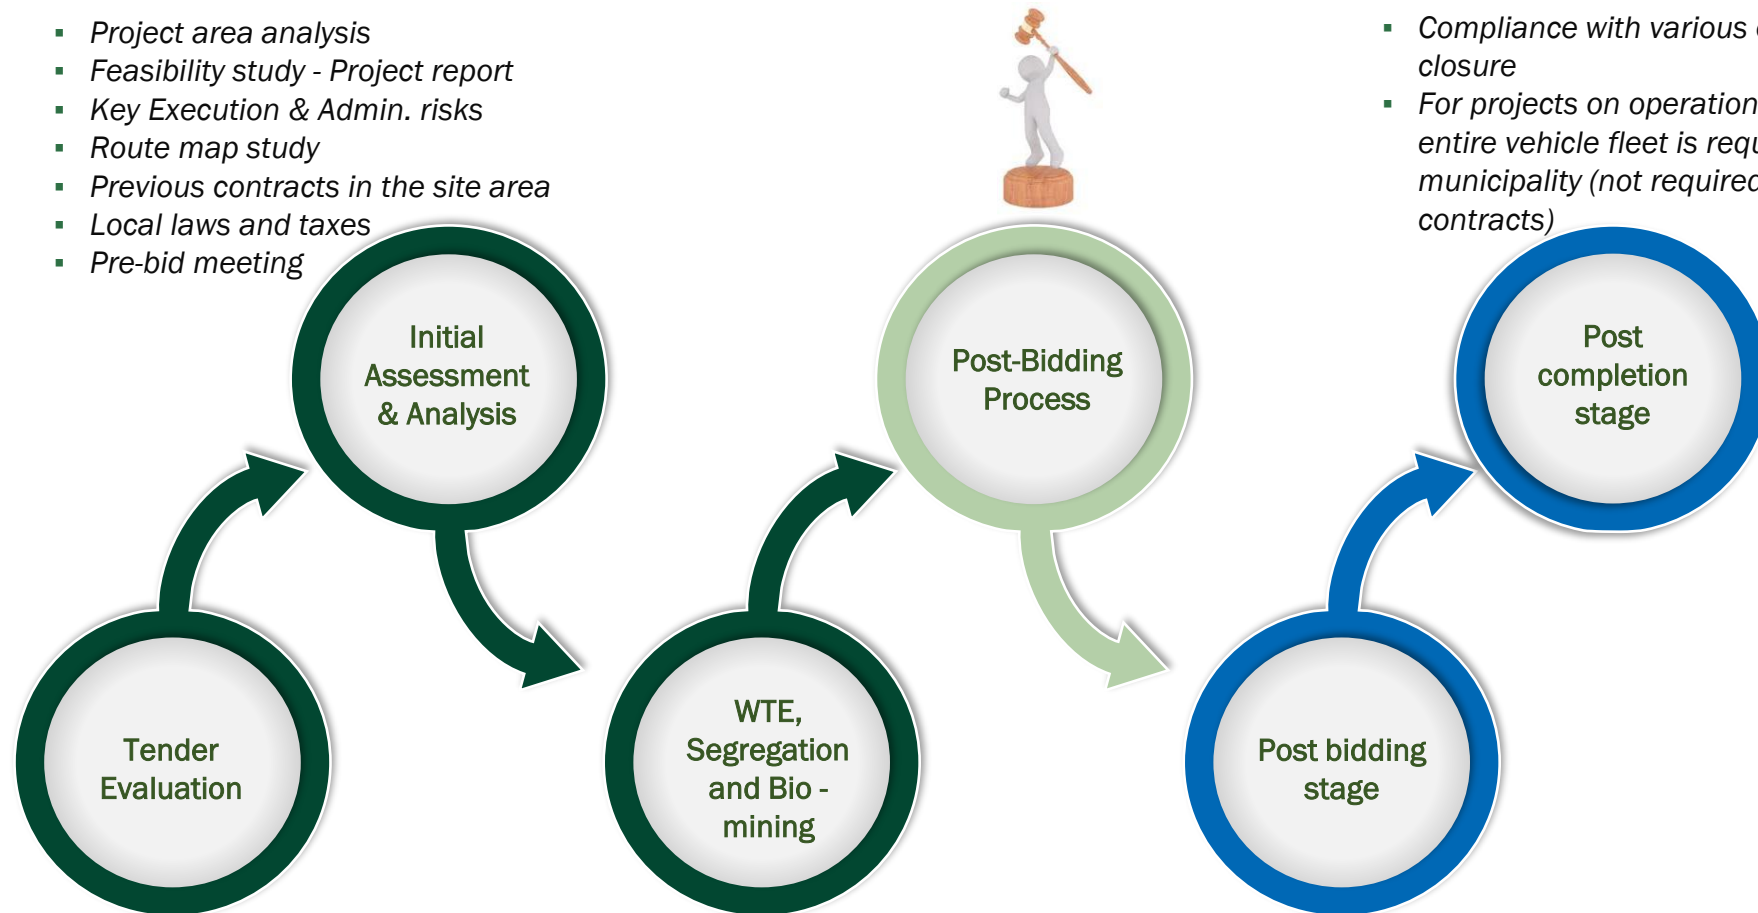 Project area analysis
Feasibility study - Project report
Key Execution & Admin. risks
Route map study
Previous contracts in the site area
Local laws and taxes
Pre-bid meeting
Compliance with various
closure
For projects on operation
entire vehicle fleet is
municipality (not required
contracts)
Initial
Assessment
& Analysis
Post-Bidding
Process
Post
completion
stage
Tender
Evaluation
WTE,
Segregation
and Bio -
mining
Post bidding
stage